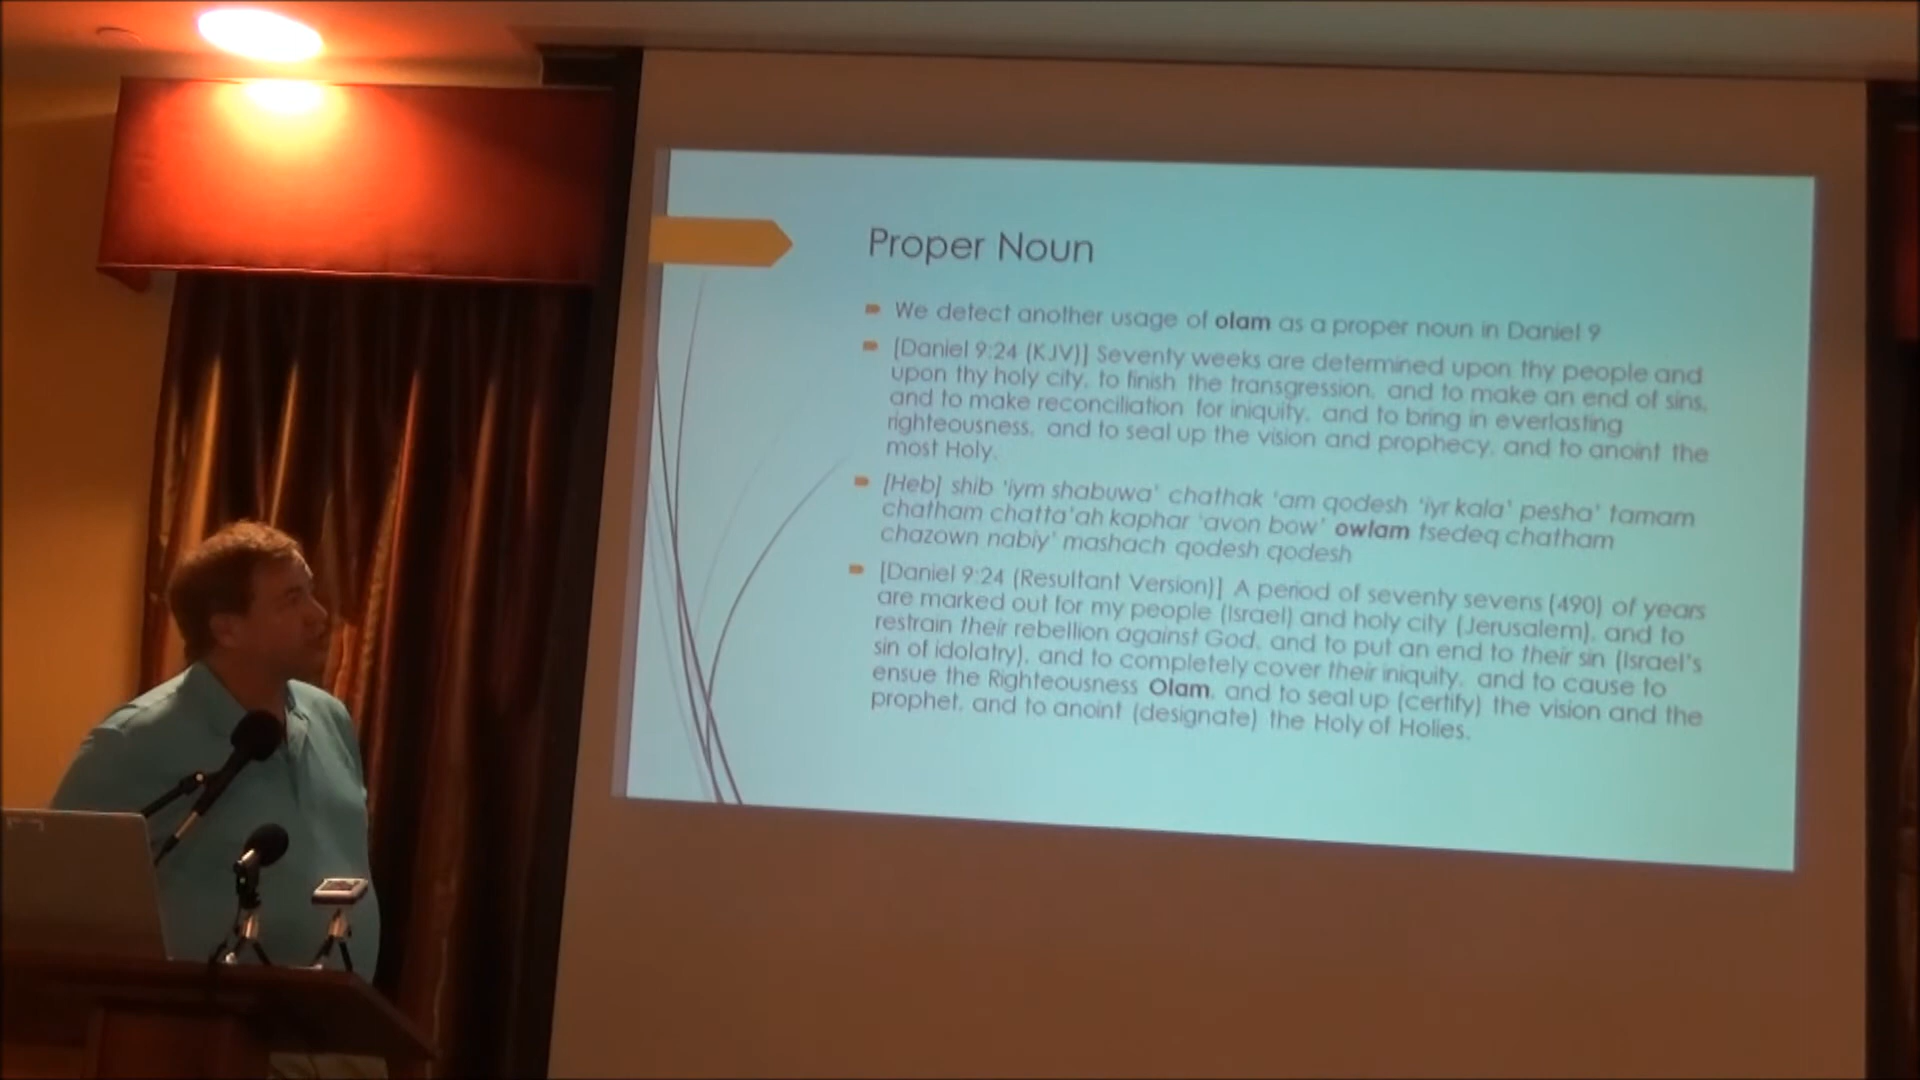 Proper Noun
We detect another usage of olam as a proper noun in Daniel 9
[Daniel 9:24 (KJV)] Seventy weeks are determined upon thy people and
upon thy holy city, to finish the transgression, and to make an end of sins,
and to make reconciliation for iniquity, and to bring in everlasting
righteousness, and to seal up the vision and prophecy, and to anoint the
most Holy.
[Heb] shib 'iym shabuwa' chathak 'am qodesh 'iyr kala' pesha' tamam
chatham chatta'ah kaphar 'avon bow' owlam tsedeq chatham
chazown nabiy' mashach qodesh qodesh
[Daniel 9:24 (Resultant Version)] A period of seventy sevens (490) of years
are marked out for my people (Israel) and holy city (Jerusalem), and to
restrain their rebellion against God, and to put an end to their sin (Israel's
sin of idolatry), and to completely cover their iniquity, and to cause to
ensue the Righteousness Olam, and to seal up (certify) the vision and the
prophet, and to anoint (designate) the Holy of Holies.